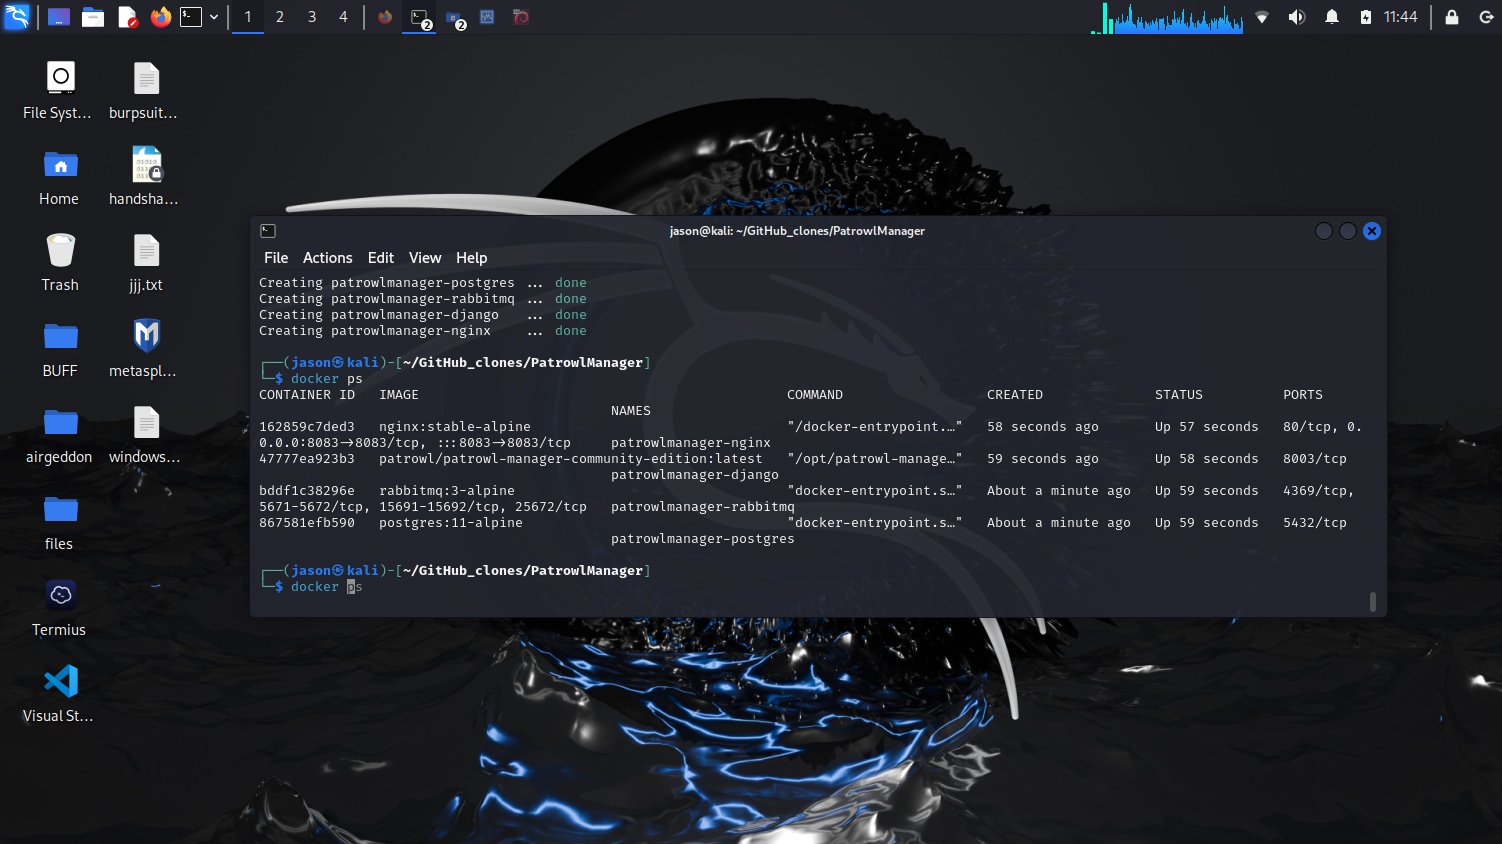 1 2 3 4
2 2
11:44
File Syst…
burpsuit…
Home
handsha…
Trash
jjj.txt
BUFF
metaspl…
airgeddon
windows…
files
Termius
Visual St…
jason@kali: ~/GitHub_clones/PatrowlManager
File Actions Edit View Help
Creating patrowlmanager-postgres ... done
Creating patrowlmanager-rabbitmq ... done
Creating patrowlmanager-django ... done
Creating patrowlmanager-nginx ... done
┌──(jason㉿kali)-[~/GitHub_clones/PatrowlManager]
└─$ docker ps
CONTAINER ID IMAGE COMMAND CREATED STATUS PORTS
NAMES
162859c7ded3 nginx:stable-alpine "/docker-entrypoint.…" 58 seconds ago Up 57 seconds 80/tcp, 0.
0.0.0:8083->8083/tcp, :::8083->8083/tcp patrowlmanager-nginx
47777ea923b3 patrowl/patrowl-manager-community-edition:latest "/opt/patrowl-manage…" 59 seconds ago Up 58 seconds 8003/tcp
patrowlmanager-django
bddf1c38296e rabbitmq:3-alpine "docker-entrypoint.s…" About a minute ago Up 59 seconds 4369/tcp,
5671-5672/tcp, 15691-15692/tcp, 25672/tcp patrowlmanager-rabbitmq
867581efb590 postgres:11-alpine "docker-entrypoint.s…" About a minute ago Up 59 seconds 5432/tcp
patrowlmanager-postgres
┌──(jason㉿kali)-[~/GitHub_clones/PatrowlManager]
└─$ docker ps